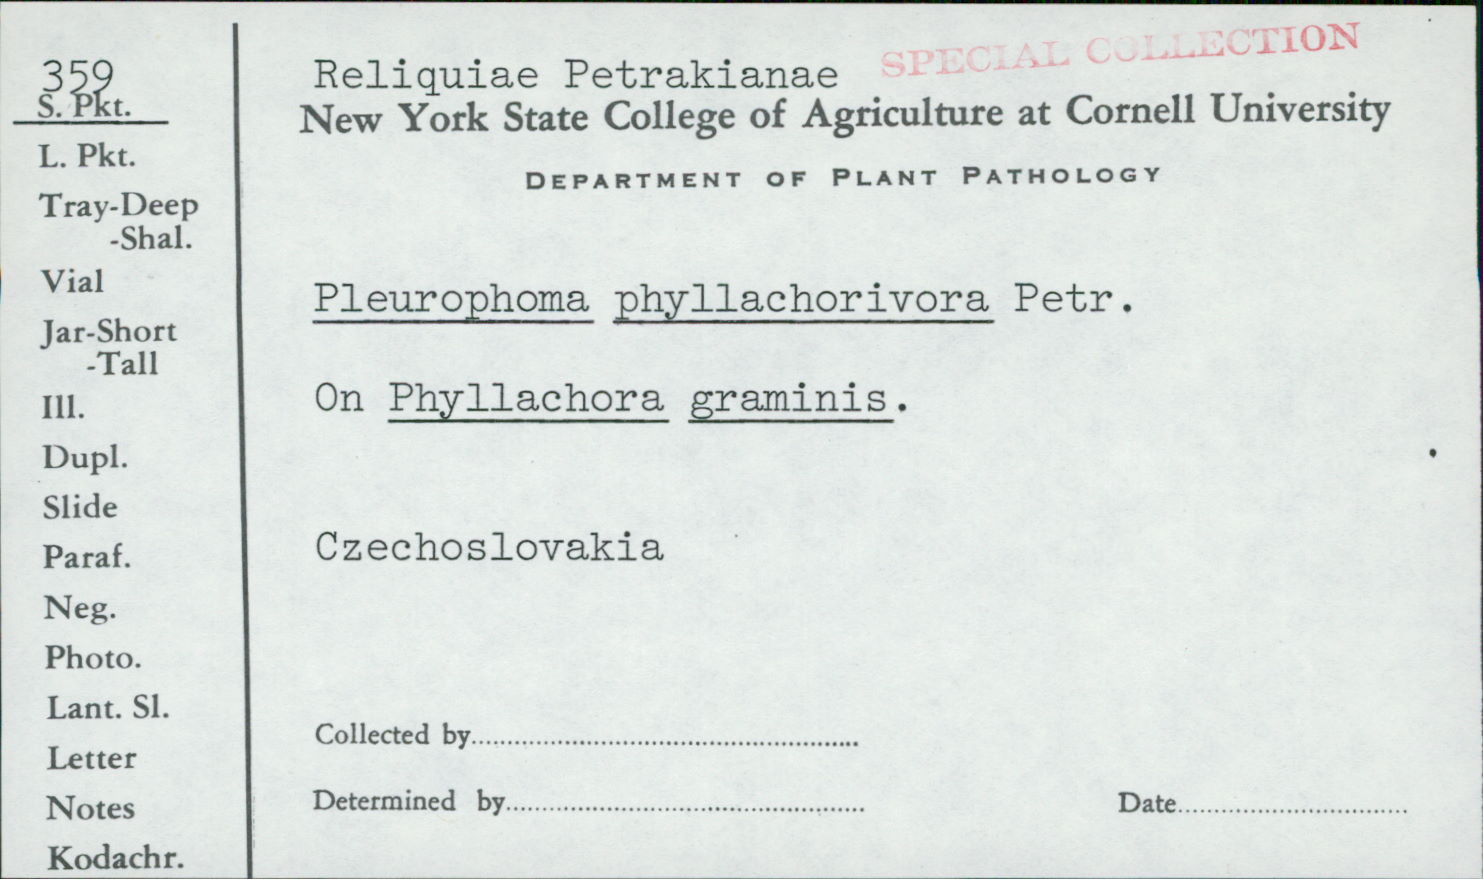 359
S. Pkt.
L. Pkt.
Tray-Deep
-Shal.
Vial
Jar-Short
-Tall
Ill.
Dupl.
Slide
Paraf.
Neg.
Photo.
Lant. Sl.
Letter
Notes
Kodachr.
SPECIAL COLLECTION
Reliquiae Petrakianae
New York State College of Agriculture at Cornell University
DEPARTMENT OF PLANT PATHOLOGY
Pleurophoma phyllachorivora Petr.
On Phyllachora graminis.
Czechoslovakia
Collected by
Determined by
Date